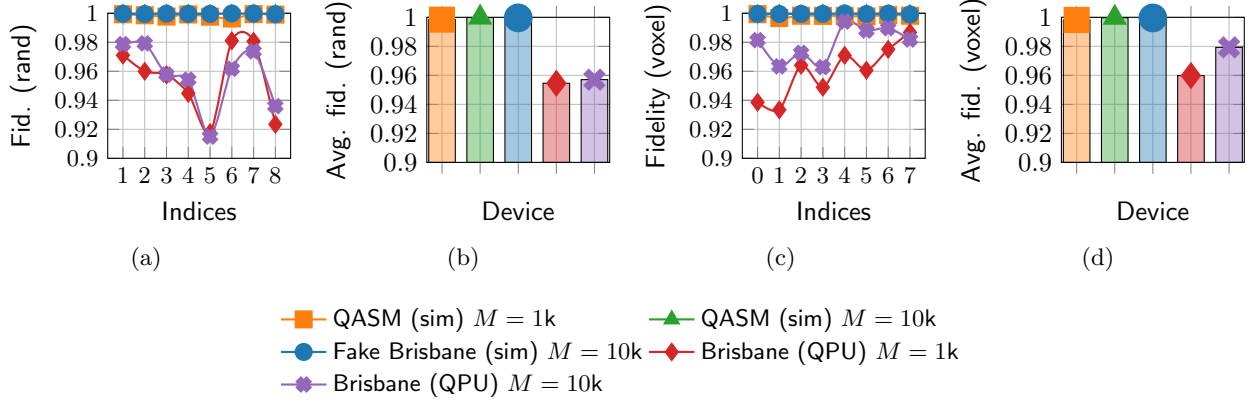 1
0.98
0.96
0.94
0.92
0.9
Fid. (rand)
1 2 3 4 5 6 7 8
Indices
(a)
1
0.98
0.96
0.94
0.92
0.9
Avg. fid. (rand)
Device
(b)
1
0.98
0.96
0.94
0.92
0.9
Fidelity (voxel)
0 1 2 3 4 5 6 7
Indices
(c)
1
0.98
0.96
0.94
0.92
0.9
Avg. fid. (voxel)
Device
(d)
QASM (sim) M = 1k
QASM (sim) M = 10k
Fake Brisbane (sim) M = 10k
Brisbane (QPU) M = 1k
Brisbane (QPU) M = 10k